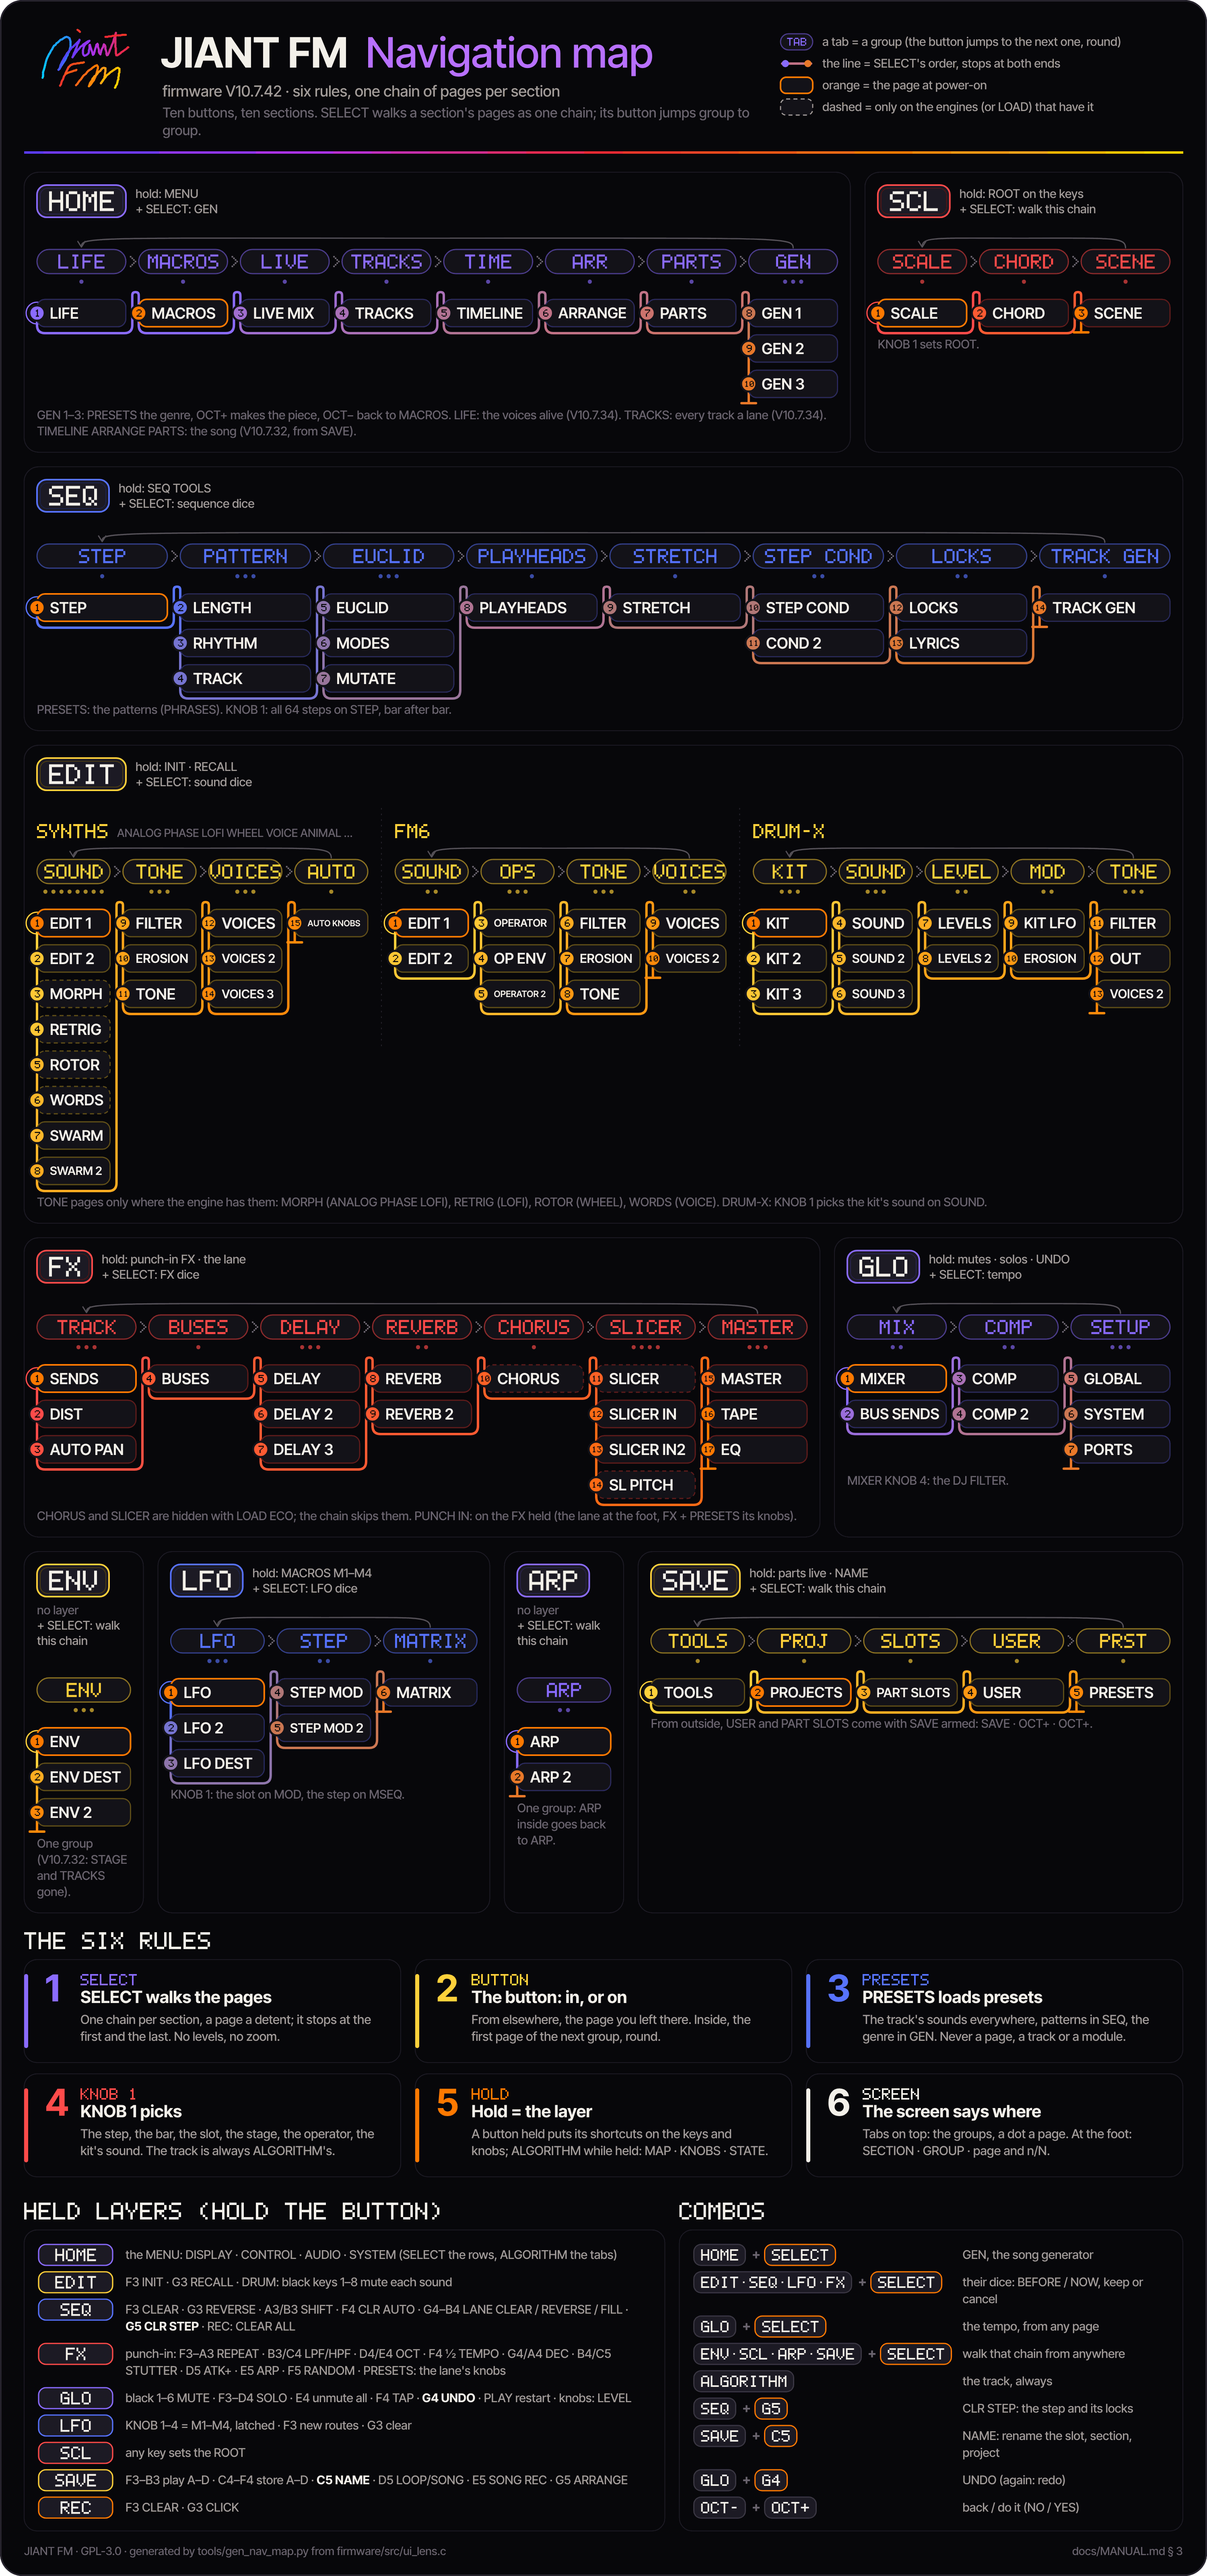 Jiant
Fm
JIANT FM Navigation map
firmware V10.7.42 · six rules, one chain of pages per section
Ten buttons, ten sections. SELECT walks a section's pages as one chain; its button jumps group to
group.
TAB a tab = a group (the button jumps to the next one, round)
the line = SELECT's order, stops at both ends
orange = the page at power-on
dashed = only on the engines (or LOAD) that have it
HOME
hold: MENU
+ SELECT: GEN
LIFE MACROS LIVE TRACKS TIME ARR PARTS GEN
1 LIFE 2 MACROS 3 LIVE MIX 4 TRACKS 5 TIMELINE 6 ARRANGE 7 PARTS 8 GEN 1
9 GEN 2
10 GEN 3
GEN 1–3: PRESETS the genre, OCT+ makes the piece, OCT– back to MACROS. LIFE: the voices alive (V10.7.34). TRACKS: every track a lane (V10.7.34).
TIMELINE ARRANGE PARTS: the song (V10.7.32, from SAVE).
SCL
hold: ROOT on the keys
+ SELECT: walk this chain
SCALE CHORD SCENE
1 SCALE 2 CHORD 3 SCENE
KNOB 1 sets ROOT.
SEQ
hold: SEQ TOOLS
+ SELECT: sequence dice
STEP PATTERN EUCLID PLAYHEADS STRETCH STEP COND LOCKS TRACK GEN
1 STEP 2 LENGTH 5 EUCLID 8 PLAYHEADS 9 STRETCH 10 STEP COND 12 LOCKS 14 TRACK GEN
3 RHYTHM 6 MODES 11 COND 2 13 LYRICS
4 TRACK 7 MUTATE
PRESETS: the patterns (PHRASES). KNOB 1: all 64 steps on STEP, bar after bar.
EDIT
hold: INIT · RECALL
+ SELECT: sound dice
SYNTHS ANALOG PHASE LOFI WHEEL VOICE ANIMAL ...
SOUND TONE VOICES AUTO
1 EDIT 1 9 FILTER 12 VOICES 15 AUTO KNOBS
2 EDIT 2 10 EROSION 13 VOICES 2
3 MORPH 11 TONE 14 VOICES 3
4 RETRIG
5 ROTOR
6 WORDS
7 SWARM
8 SWARM 2
FM6
SOUND OPS TONE VOICES
1 EDIT 1 3 OPERATOR 6 FILTER 9 VOICES
2 EDIT 2 4 OP ENV 7 EROSION 10 VOICES 2
5 OPERATOR 2 8 TONE
DRUM-X
KIT SOUND LEVEL MOD TONE
1 KIT 4 SOUND 7 LEVELS 9 KIT LFO 11 FILTER
2 KIT 2 5 SOUND 2 8 LEVELS 2 10 EROSION 12 OUT
3 KIT 3 6 SOUND 3 13 VOICES 2
TONE pages only where the engine has them: MORPH (ANALOG PHASE LOFI), RETRIG (LOFI), ROTOR (WHEEL), WORDS (VOICE). DRUM-X: KNOB 1 picks the kit's sound on SOUND.
FX
hold: punch-in FX · the lane
+ SELECT: FX dice
TRACK BUSES DELAY REVERB CHORUS SLICER MASTER
1 SENDS 4 BUSES 5 DELAY 8 REVERB 10 CHORUS 11 SLICER 15 MASTER
2 DIST 6 DELAY 2 9 REVERB 2 12 SLICER IN 16 TAPE
3 AUTO PAN 7 DELAY 3 13 SLICER IN2 17 EQ
14 SL PITCH
CHORUS and SLICER are hidden with LOAD ECO; the chain skips them. PUNCH IN: on the FX held (the lane at the foot, FX + PRESETS its knobs).
GLO
hold: mutes · solos · UNDO
+ SELECT: tempo
MIX COMP SETUP
1 MIXER 3 COMP 5 GLOBAL
2 BUS SENDS 4 COMP 2 6 SYSTEM
7 PORTS
MIXER KNOB 4: the DJ FILTER.
ENV
no layer
+ SELECT: walk
this chain
ENV
1 ENV
2 ENV DEST
3 ENV 2
One group
(V10.7.32: STAGE
and TRACKS
gone).
LFO
hold: MACROS M1–M4
+ SELECT: LFO dice
LFO STEP MATRIX
1 LFO 4 STEP MOD 6 MATRIX
2 LFO 2 5 STEP MOD 2
3 LFO DEST
KNOB 1: the slot on MOD, the step on MSEQ.
ARP
no layer
+ SELECT: walk
this chain
ARP
1 ARP
2 ARP 2
One group: ARP
inside goes back
to ARP.
SAVE
hold: parts live · NAME
+ SELECT: walk this chain
TOOLS PROJ SLOTS USER PRST
1 TOOLS 2 PROJECTS 3 PART SLOTS 4 USER 5 PRESETS
From outside, USER and PART SLOTS come with SAVE armed: SAVE · OCT+ · OCT+.
THE SIX RULES
1 SELECT
SELECT walks the pages
One chain per section, a page a detent; it stops at the
first and the last. No levels, no zoom.
2 BUTTON
The button: in, or on
From elsewhere, the page you left there. Inside, the
first page of the next group, round.
3 PRESETS
PRESETS loads presets
The track's sounds everywhere, patterns in SEQ, the
genre in GEN. Never a page, a track or a module.
4 KNOB 1
KNOB 1 picks
The step, the bar, the slot, the stage, the operator, the
kit's sound. The track is always ALGORITHM's.
5 HOLD
Hold = the layer
A button held puts its shortcuts on the keys and
knobs; ALGORITHM while held: MAP · KNOBS · STATE.
6 SCREEN
The screen says where
Tabs on top: the groups, a dot a page. At the foot:
SECTION · GROUP · page and n/N.
HELD LAYERS (HOLD THE BUTTON)
HOME the MENU: DISPLAY · CONTROL · AUDIO · SYSTEM (SELECT the rows, ALGORITHM the tabs)
EDIT F3 INIT · G3 RECALL · DRUM: black keys 1–8 mute each sound
SEQ F3 CLEAR · G3 REVERSE · A3/B3 SHIFT · F4 CLR AUTO · G4–B4 LANE CLEAR / REVERSE / FILL ·
G5 CLR STEP · REC: CLEAR ALL
FX punch-in: F3–A3 REPEAT · B3/C4 LPF/HPF · D4/E4 OCT · F4 ½ TEMPO · G4/A4 DEC · B4/C5
STUTTER · D5 ATK+ · E5 ARP · F5 RANDOM · PRESETS: the lane's knobs
GLO black 1–6 MUTE · F3–D4 SOLO · E4 unmute all · F4 TAP · G4 UNDO · PLAY restart · knobs: LEVEL
LFO KNOB 1–4 = M1–M4, latched · F3 new routes · G3 clear
SCL any key sets the ROOT
SAVE F3–B3 play A–D · C4–F4 store A–D · C5 NAME · D5 LOOP/SONG · E5 SONG REC · G5 ARRANGE
REC F3 CLEAR · G3 CLICK
COMBOS
HOME + SELECT GEN, the song generator
EDIT·SEQ·LFO·FX + SELECT their dice: BEFORE / NOW, keep or
cancel
GLO + SELECT the tempo, from any page
ENV·SCL·ARP·SAVE + SELECT walk that chain from anywhere
ALGORITHM the track, always
SEQ + G5 CLR STEP: the step and its locks
SAVE + C5 NAME: rename the slot, section,
project
GLO + G4 UNDO (again: redo)
OCT- + OCT+ back / do it (NO / YES)
JIANT FM · GPL-3.0 · generated by tools/gen_nav_map.py from firmware/src/ui_lens.c
docs/MANUAL.md § 3